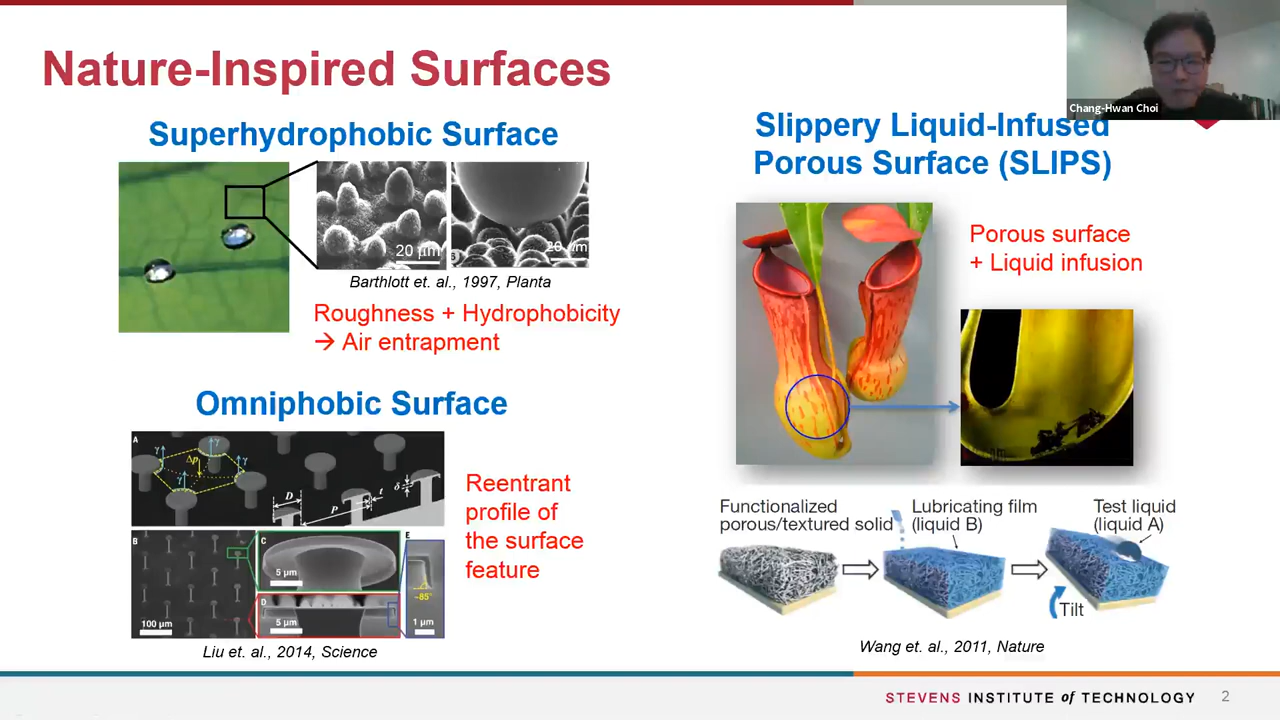 Nature-Inspired Surfaces
Chang-Hwan Choi
Superhydrophobic Surface
20 μm
20 μm
Barthlott et. al., 1997, Planta
Roughness + Hydrophobicity
→ Air entrapment
Omniphobic Surface
A
γ
γ
Δp
γ
γ
D
P
t
δ
B
C
E
5 μm
~85°
D
100 μm
5 μm
1 μm
Reentrant
profile of
the surface
feature
Liu et. al., 2014, Science
Slippery Liquid-Infused
Porous Surface (SLIPS)
Porous surface
+ Liquid infusion
Functionalized
porous/textured solid
Lubricating film
(liquid B)
Test liquid
(liquid A)
Tilt
Wang et. al., 2011, Nature
STEVENS INSTITUTE of TECHNOLOGY
2